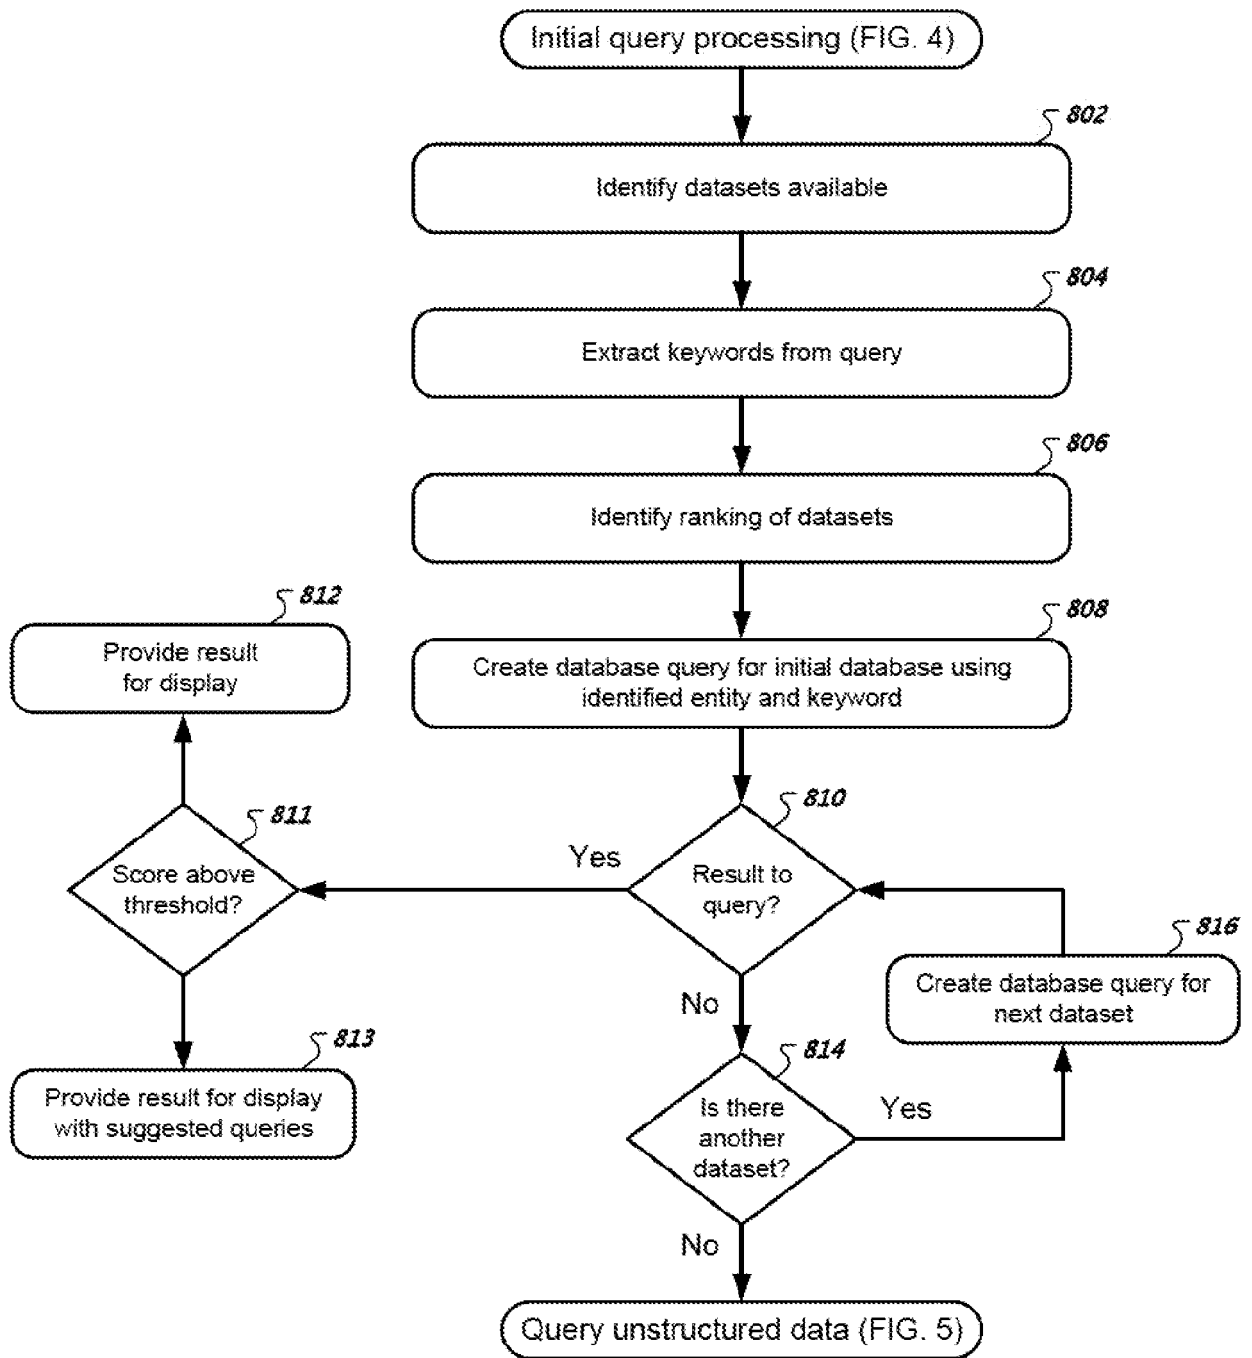 Initial query processing (FIG. 4)
802
Identify datasets available
804
Extract keywords from query
806
Identify ranking of datasets
808
Create database query for initial database using
identified entity and keyword
812
Provide result
for display
810
Result to
query?
Yes
811
Score above
threshold?
816
Create database query for
next dataset
No
813
Provide result for display
with suggested queries
814
Is there
another
dataset?
Yes
No
Query unstructured data (FIG. 5)